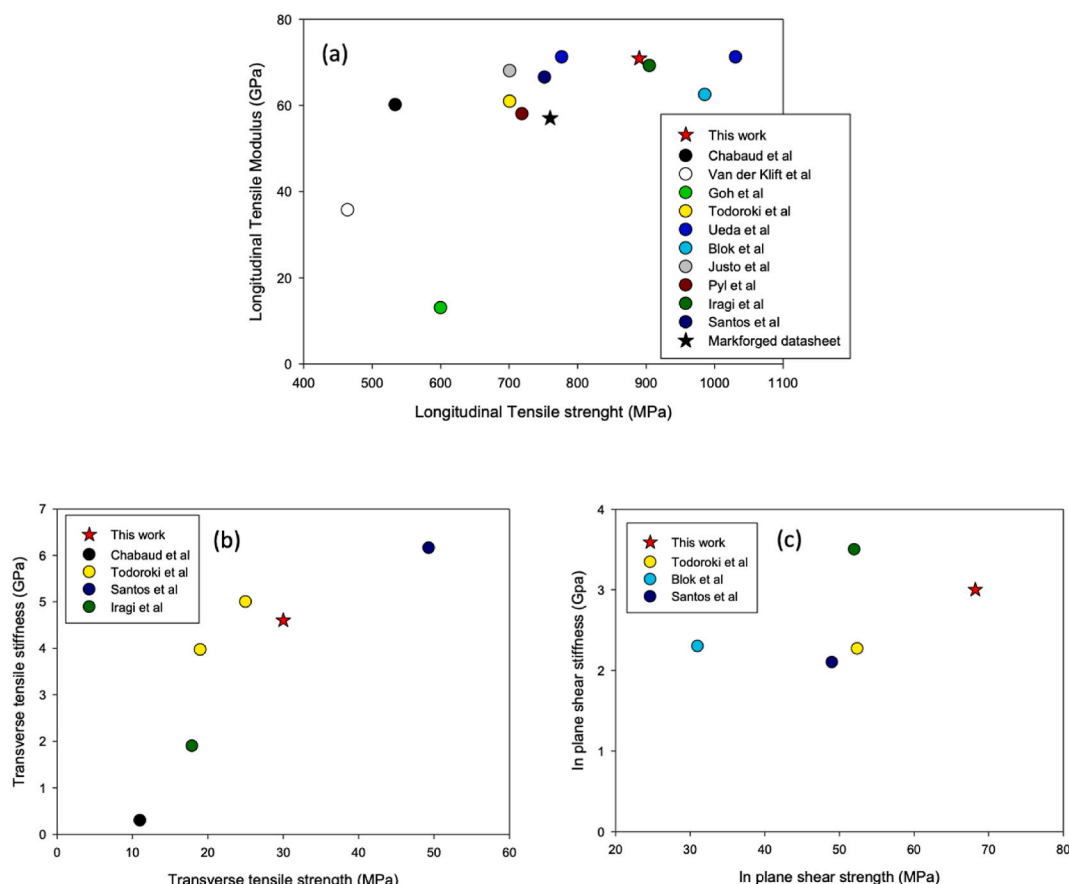 (a)
Longitudinal Tensile Modulus (GPa)
80
60
40
20
0
400 500 600 700 800 900 1000 1100
Longitudinal Tensile strenght (MPa)
This work
Chabaud et al
Van der Klift et al
Goh et al
Todoroki et al
Ueda et al
Blok et al
Justo et al
Pyl et al
Iragi et al
Santos et al
Markforged datasheet
(b)
Transverse tensile stiffness (GPa)
7
6
5
4
3
2
1
0
0 10 20 30 40 50 60
Transverse tensile strength (MPa)
This work
Chabaud et al
Todoroki et al
Santos et al
Iragi et al
(c)
In plane shear stiffness (Gpa)
4
3
2
1
0
20 30 40 50 60 70 80
In plane shear strength (MPa)
This work
Todoroki et al
Blok et al
Santos et al